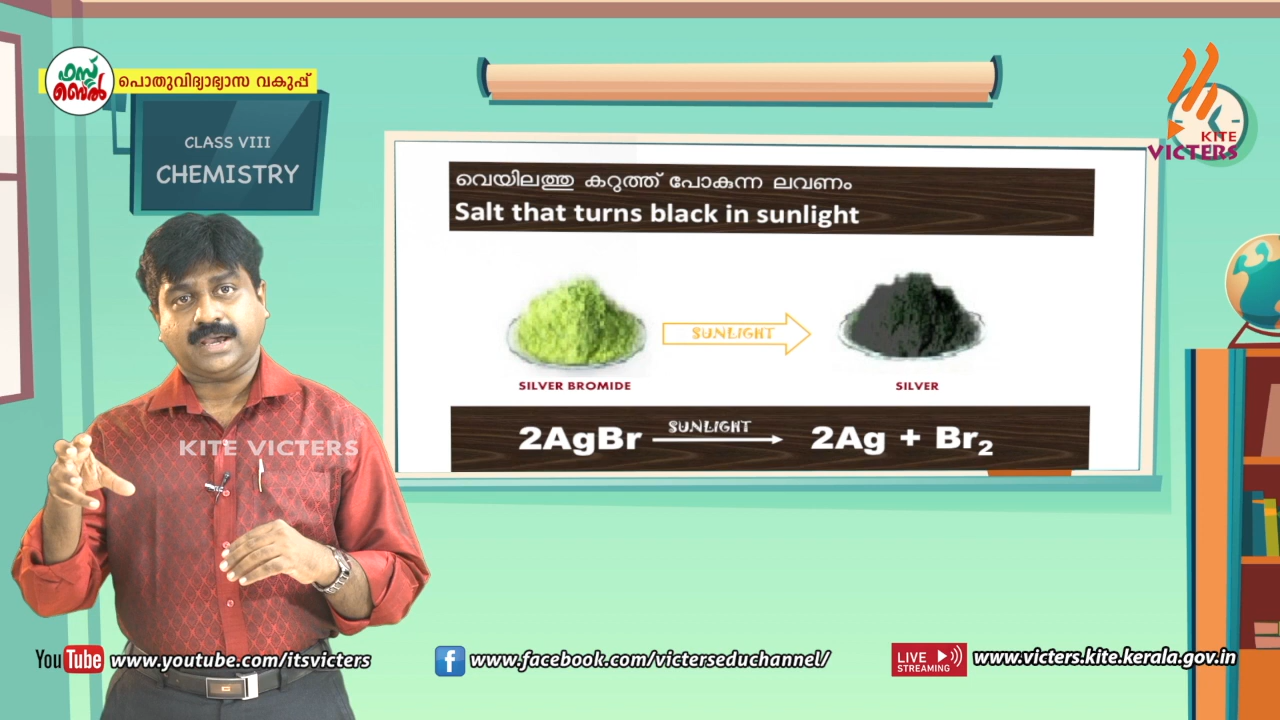 ഫസ്റ്റ്
ബെൽ
പൊതുവിദ്യാഭ്യാസ വകുപ്പ്
CLASS VIII
CHEMISTRY
KITE
VICTERS
വെയിലത്തു കറുത്ത് പോകുന്ന ലവണം
Salt that turns black in sunlight
SUNLIGHT
SILVER BROMIDE
SILVER
2AgBr SUNLIGHT 2Ag + Br₂
KITE VICTERS
YouTube www.youtube.com/itsvicters
f www.facebook.com/victerseduchannel/
LIVE STREAMING www.victers.kite.kerala.gov.in